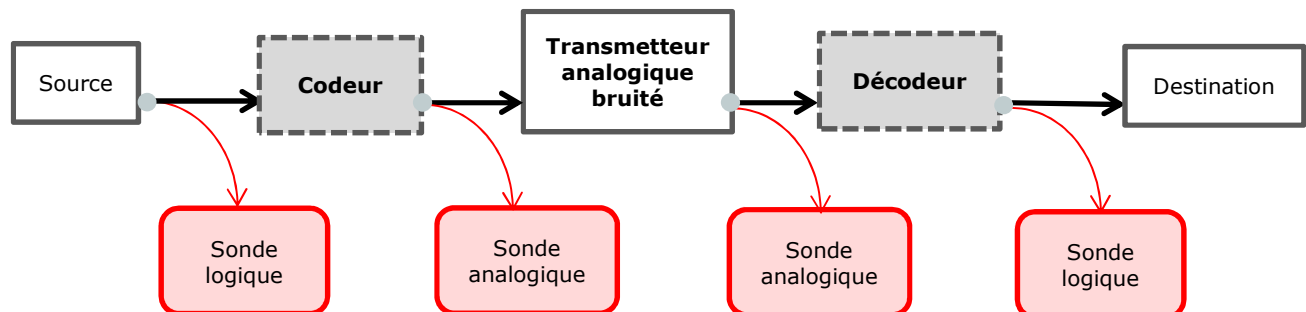 Source
Codeur
Transmetteur
analogique
bruité
Décodeur
Destination
Sonde
logique
Sonde
analogique
Sonde
analogique
Sonde
logique